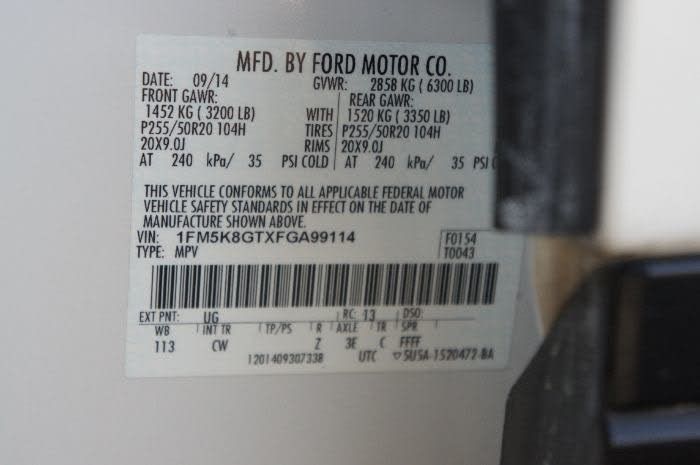 MFD. BY FORD MOTOR CO.
DATE: 09/14 GVWR: 2858 KG ( 6300 LB)
FRONT GAWR: REAR GAWR:
1452 KG ( 3200 LB) WITH 1520 KG ( 3350 LB)
P255/50R20 104H TIRES P255/50R20 104H
20X9.0J RIMS 20X9.0J
AT 240 kPa/ 35 PSI COLD AT 240 kPa/ 35 PSI
THIS VEHICLE CONFORMS TO ALL APPLICABLE FEDERAL MOTOR
VEHICLE SAFETY STANDARDS IN EFFECT ON THE DATE OF
MANUFACTURE SHOWN ABOVE.
VIN: 1FM5K8GTXFGA99114 F0154
TYPE: MPV T0043
EXT PNT: UG RC: 13 DSO:
WB INT TR TP/PS R AXLE TR SPR
113 CW Z 3E C FFFF
1201409307338 UTC ▽5U5A-1520472-BA